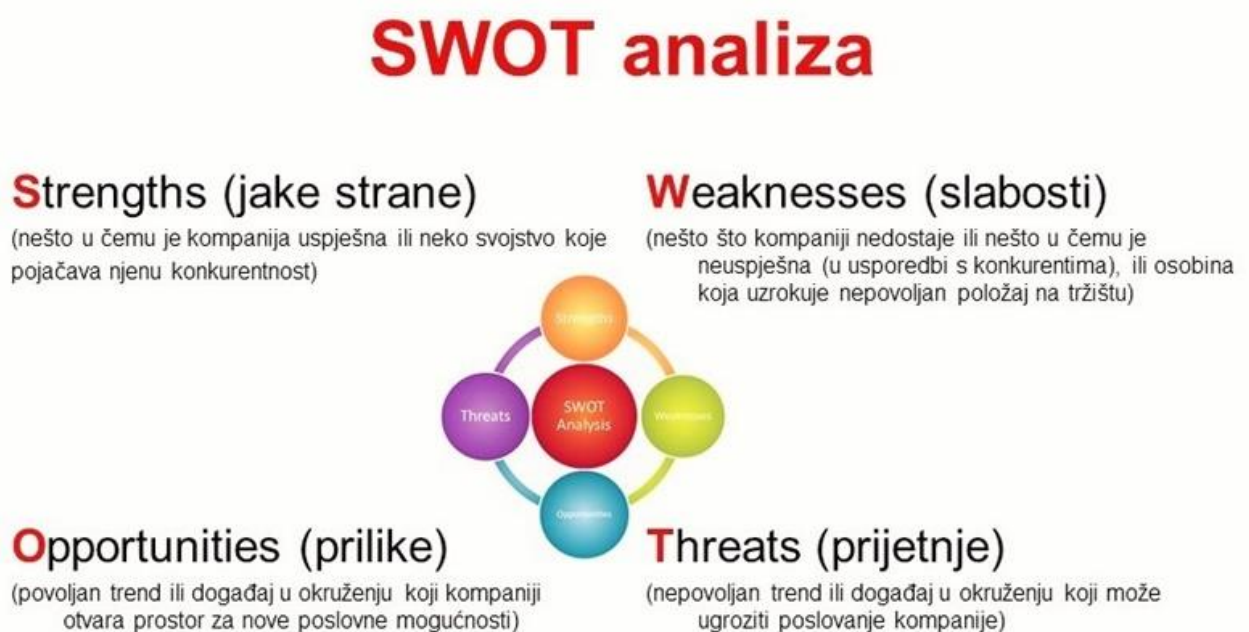 SWOT analiza
Strengths (jake strane)
(nešto u čemu je kompanija uspješna ili neko svojstvo koje
pojačava njenu konkurentnost)
Weaknesses (slabosti)
(nešto što kompaniji nedostaje ili nešto u čemu je
neuspješna (u usporedbi s konkurentima), ili osobina
koja uzrokuje nepovoljan položaj na tržištu)
Strengths
Threats
SWOT
Analysis
Weaknesses
Opportunities
Opportunities (prilike)
(povoljan trend ili događaj u okruženju koji kompaniji
otvara prostor za nove poslovne mogućnosti)
Threats (prijetnje)
(nepovoljan trend ili događaj u okruženju koji može
ugroziti poslovanje kompanije)